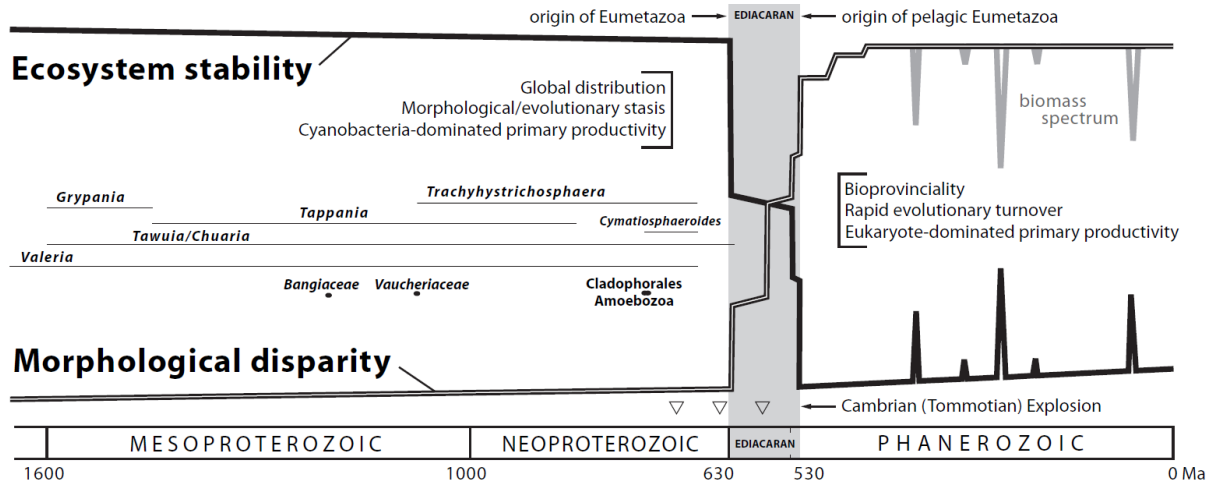 origin of Eumetazoa
EDIACARAN
origin of pelagic Eumetazoa
Ecosystem stability
Global distribution
Morphological/evolutionary stasis
Cyanobacteria-dominated primary productivity
biomass
spectrum
Grypania
Trachyhystrichosphaera
Tappania
Cymatiosphaeroides
Tawuia/Chuaria
Valeria
Bioprovinciality
Rapid evolutionary turnover
Eukaryote-dominated primary productivity
Bangiaceae
Vaucheriaceae
Cladophorales
Amoebozoa
Morphological disparity
Cambrian (Tommotian) Explosion
MESOPROTEROZOIC
NEOPROTEROZOIC
EDIACARAN
PHANEROZOIC
1600
1000
630
530
0 Ma